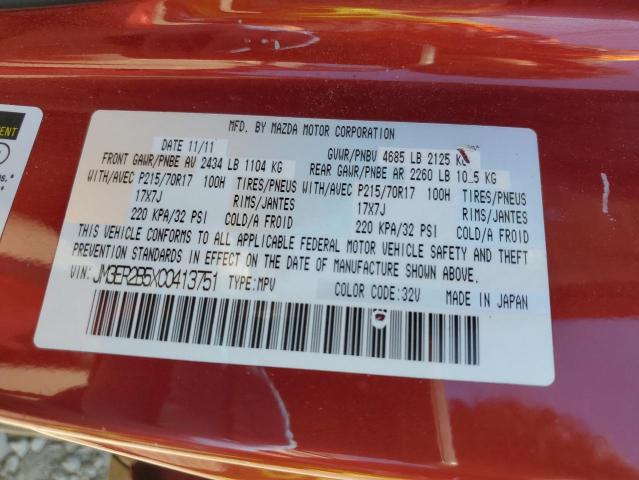 MFD. BY MAZDA MOTOR CORPORATION
DATE 11/11 GVWR/PNBV 4685 LB 2125
FRONT GAWR/PNBE AV 2434 LB 1104 KG REAR GAWR/PNBE AR 2260 LB 10 5 KG
WITH/AVEC P215/70R17 100H TIRES/PNEUS WITH/AVEC P215/70R17 100H TIRES/PNEUS
17X7J RIMS/JANTES 17X7J RIMS/JANTES
220 KPA/32 PSI COLD/A FROID 220 KPA/32 PSI COLD/A FROID
THIS VEHICLE CONFORMS TO ALL APPLICABLE FEDERAL MOTOR VEHICLE SAFETY AND THEFT
PREVENTION STANDARDS IN EFFECT ON THE DATE OF MANUFACTURE SHOWN ABOVE.
VIN: JM3ER2B5XC0413751 TYPE:MPV COLOR CODE:32V MADE IN JAPAN